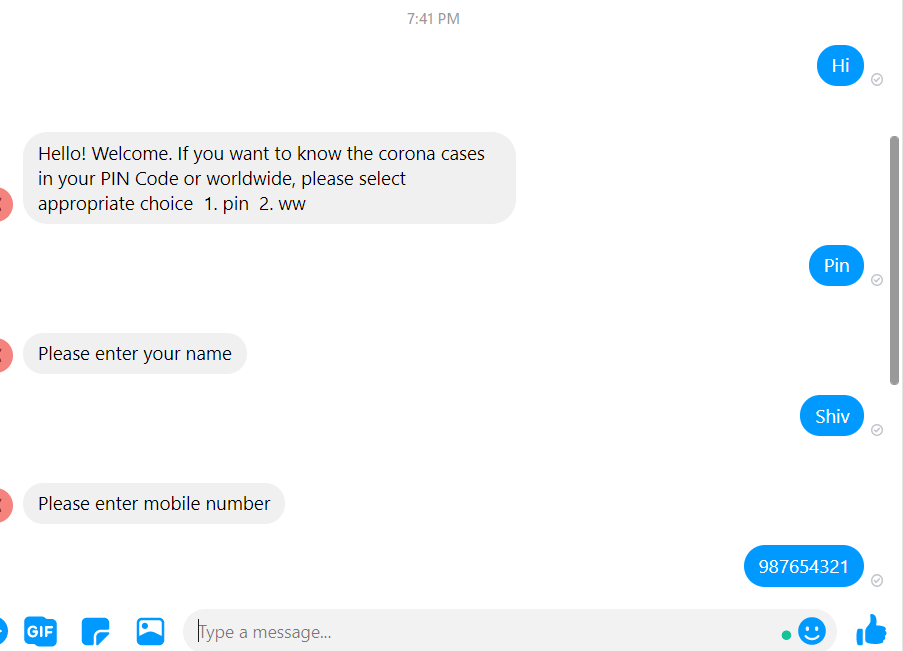 7:41 PM
Hi
Hello! Welcome. If you want to know the corona cases
in your PIN Code or worldwide, please select
appropriate choice  1. pin  2. ww
Pin
Please enter your name
Shiv
Please enter mobile number
987654321
GIF
Type a message...